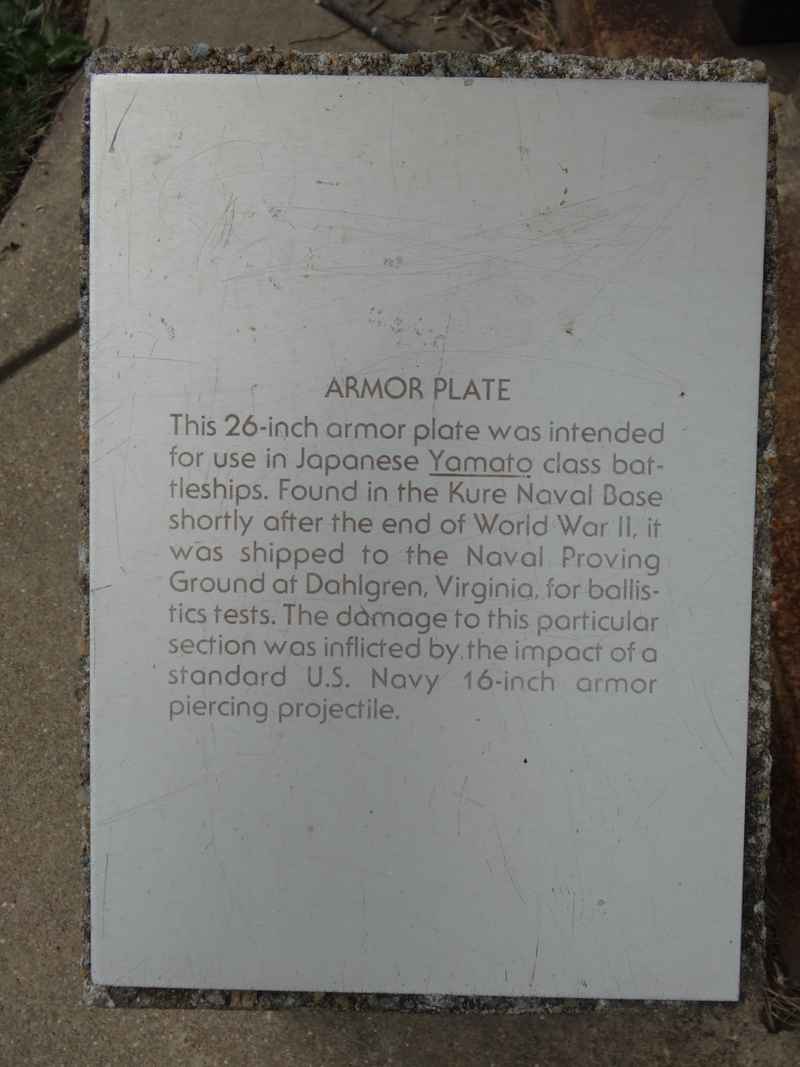 ARMOR PLATE
This 26-inch armor plate was intended
for use in Japanese Yamato class bat-
tleships. Found in the Kure Naval Base
shortly after the end of World War II, it
was shipped to the Naval Proving
Ground at Dahlgren, Virginia, for ballis-
tics tests. The damage to this particular
section was inflicted by the impact of a
standard U.S. Navy 16-inch armor
piercing projectile.